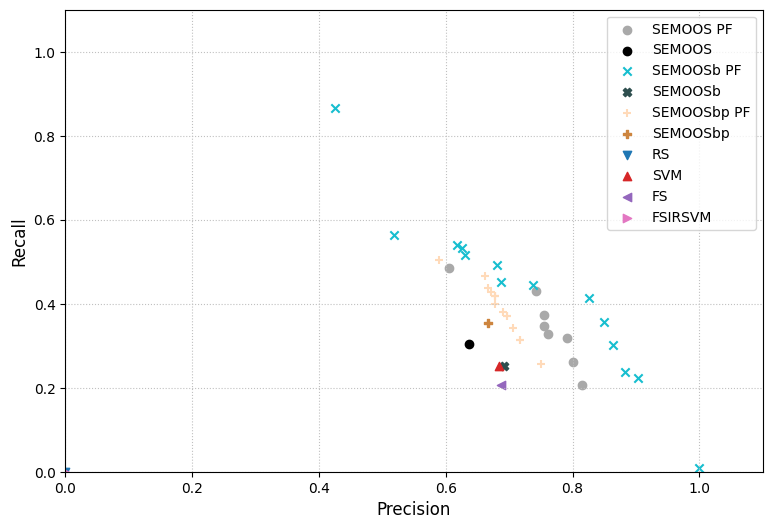 1.0
0.8
0.6
0.4
0.2
0.0
Recall
0.0 0.2 0.4 0.6 0.8 1.0
Precision
SEMOOS PF
SEMOOS
SEMOOSb PF
SEMOOSb
SEMOOSbp PF
SEMOOSbp
RS
SVM
FS
FSIRSVM